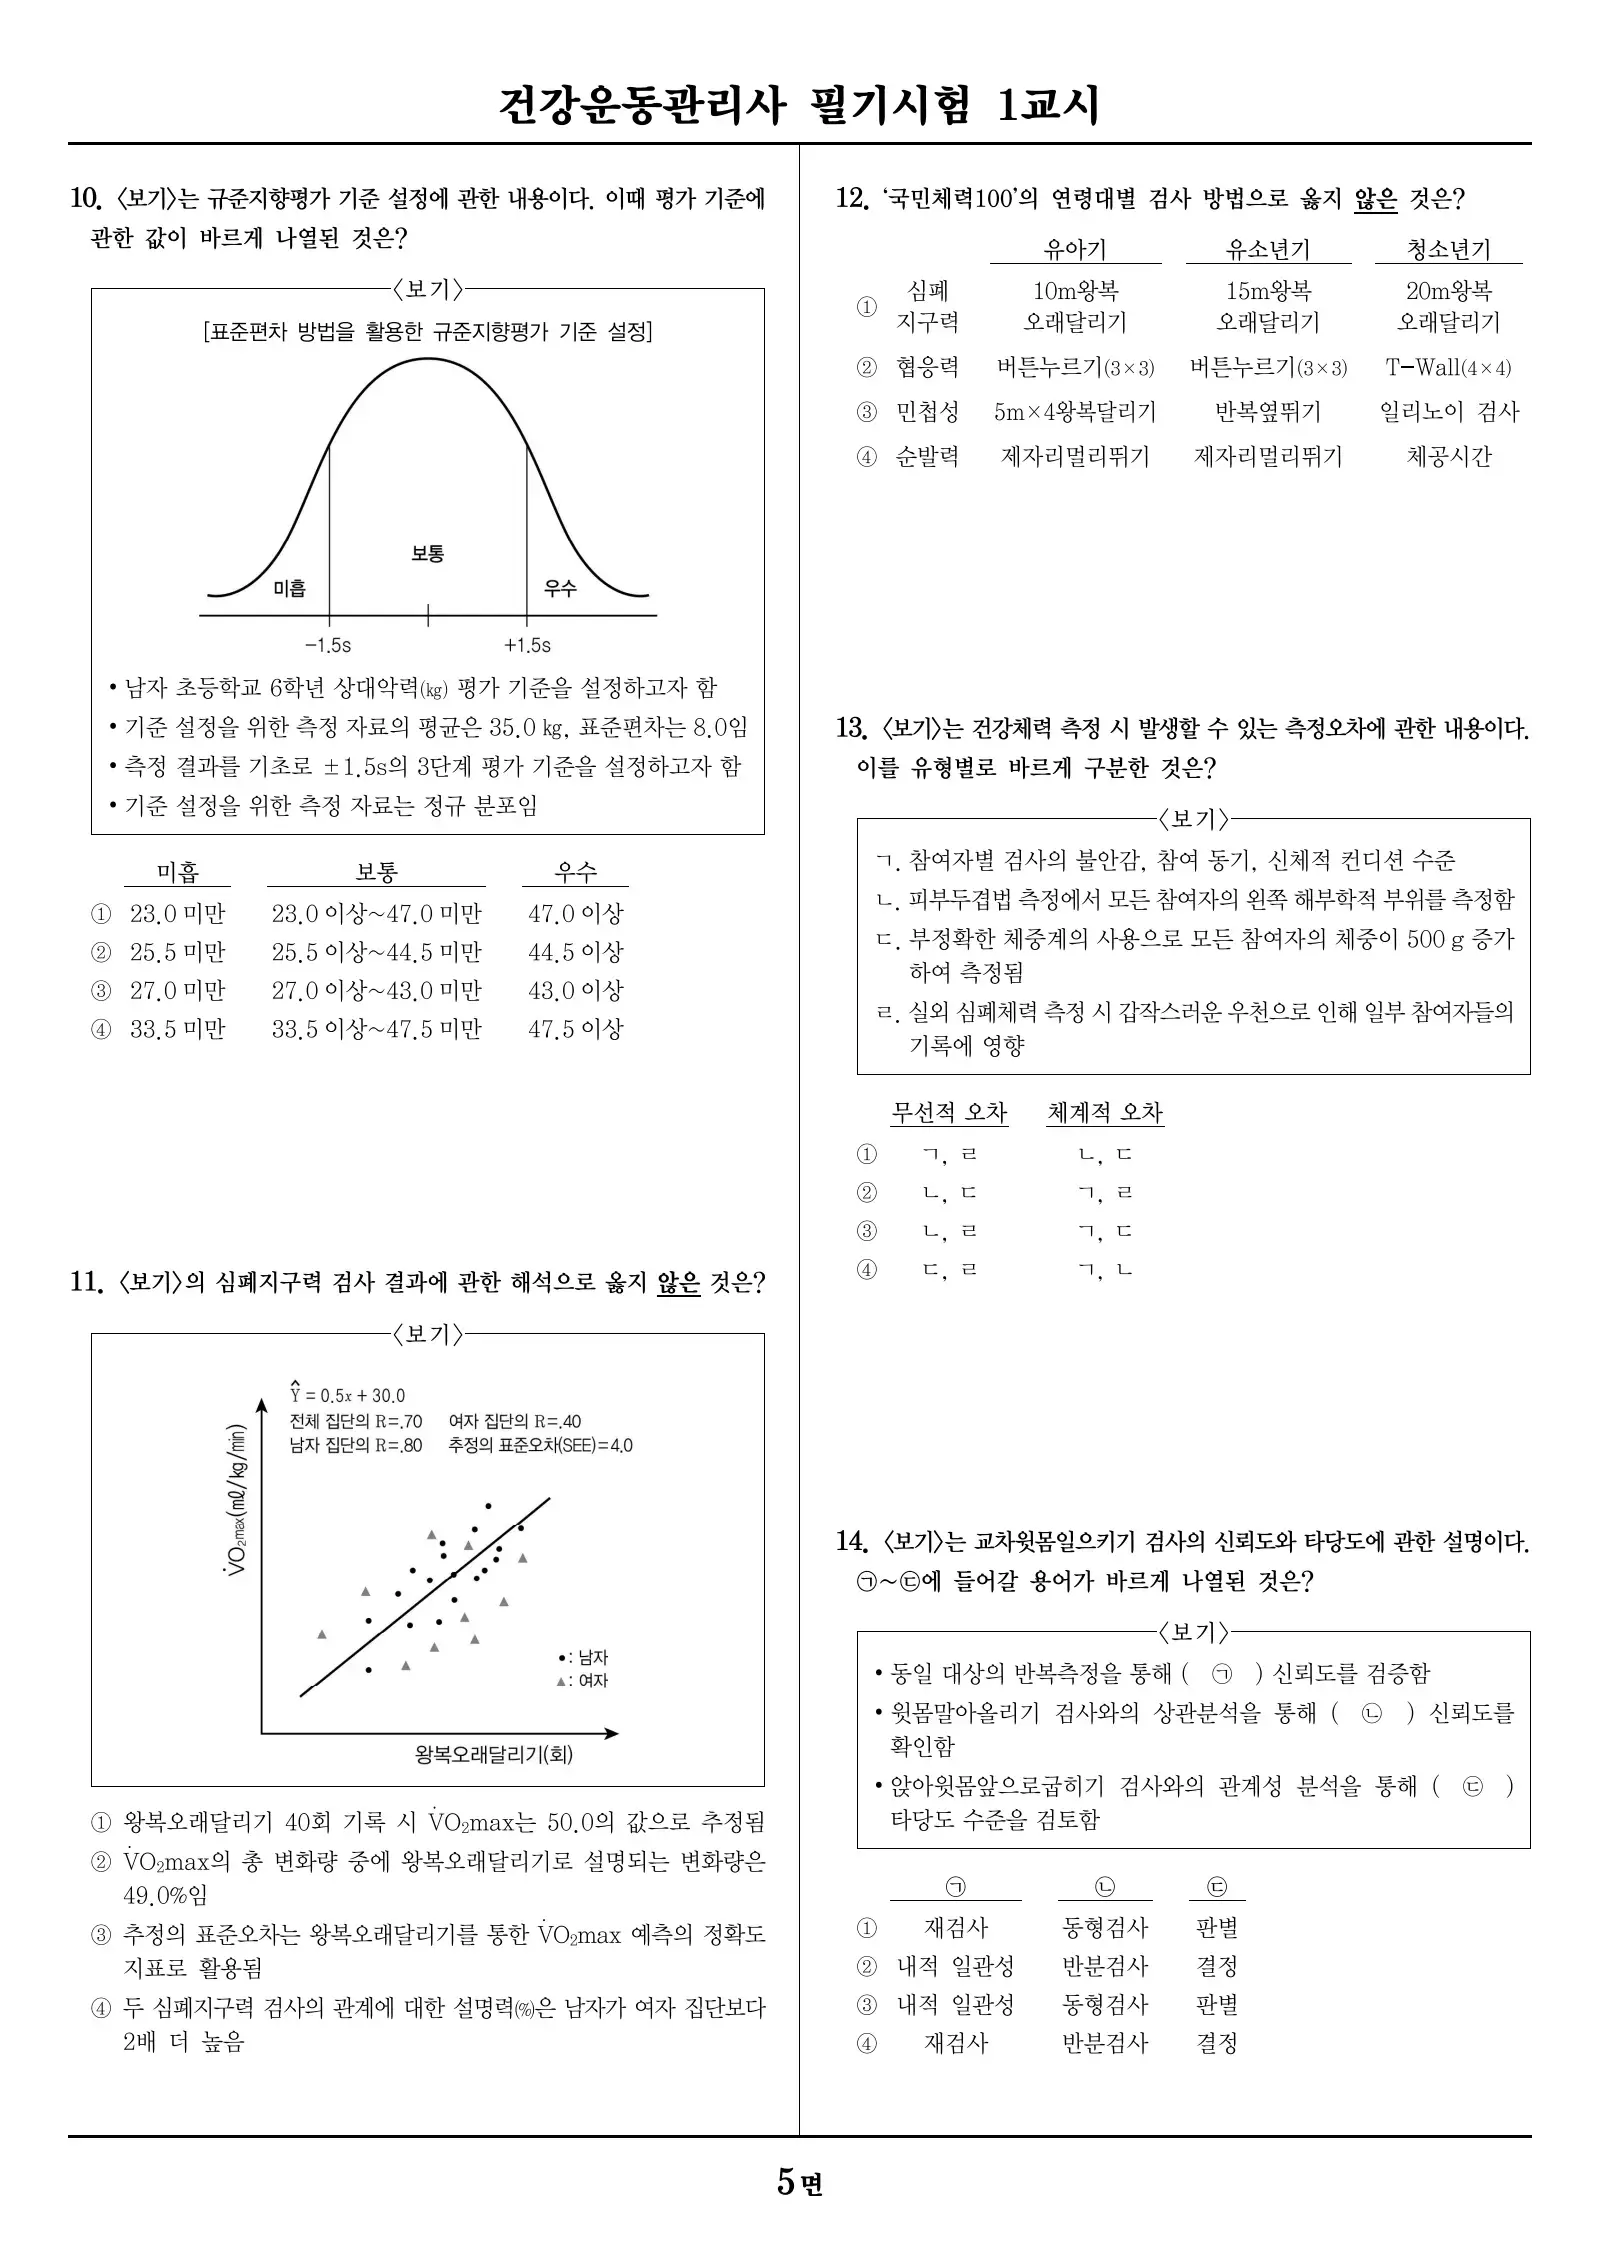 건강운동관리사 필기시험 1교시
10. 〈보기〉는 규준지향평가 기준 설정에 관한 내용이다. 이때 평가 기준에
관한 값이 바르게 나열된 것은?
〈보기〉
[표준편차 방법을 활용한 규준지향평가 기준 설정]
보통
미흡 우수
-1.5s +1.5s
• 남자 초등학교 6학년 상대악력(㎏) 평가 기준을 설정하고자 함
• 기준 설정을 위한 측정 자료의 평균은 35.0 ㎏, 표준편차는 8.0임
• 측정 결과를 기초로 ±1.5s의 3단계 평가 기준을 설정하고자 함
• 기준 설정을 위한 측정 자료는 정규 분포임
미흡 보통 우수
① 23.0 미만 23.0 이상~47.0 미만 47.0 이상
② 25.5 미만 25.5 이상~44.5 미만 44.5 이상
③ 27.0 미만 27.0 이상~43.0 미만 43.0 이상
④ 33.5 미만 33.5 이상~47.5 미만 47.5 이상
11. 〈보기〉의 심폐지구력 검사 결과에 관한 해석으로 옳지 않은 것은?
〈보기〉
Ŷ = 0.5x + 30.0
전체 집단의 R=.70 여자 집단의 R=.40
남자 집단의 R=.80 추정의 표준오차(SEE)=4.0
V̇O₂max(㎖/kg/min)
•: 남자
▲: 여자
왕복오래달리기(회)
① 왕복오래달리기 40회 기록 시 V̇O₂max는 50.0의 값으로 추정됨
② V̇O₂max의 총 변화량 중에 왕복오래달리기로 설명되는 변화량은
49.0%임
③ 추정의 표준오차는 왕복오래달리기를 통한 V̇O₂max 예측의 정확도
지표로 활용됨
④ 두 심폐지구력 검사의 관계에 대한 설명력(%)은 남자가 여자 집단보다
2배 더 높음
12. ‘국민체력100’의 연령대별 검사 방법으로 옳지 않은 것은?
유아기 유소년기 청소년기
① 심폐지구력 10m왕복오래달리기 15m왕복오래달리기 20m왕복오래달리기
② 협응력 버튼누르기(3×3) 버튼누르기(3×3) T-Wall(4×4)
③ 민첩성 5m×4왕복달리기 반복옆뛰기 일리노이 검사
④ 순발력 제자리멀리뛰기 제자리멀리뛰기 체공시간
13. 〈보기〉는 건강체력 측정 시 발생할 수 있는 측정오차에 관한 내용이다.
이를 유형별로 바르게 구분한 것은?
〈보기〉
ㄱ. 참여자별 검사의 불안감, 참여 동기, 신체적 컨디션 수준
ㄴ. 피부두겹법 측정에서 모든 참여자의 왼쪽 해부학적 부위를 측정함
ㄷ. 부정확한 체중계의 사용으로 모든 참여자의 체중이 500 g 증가
하여 측정됨
ㄹ. 실외 심폐체력 측정 시 갑작스러운 우천으로 인해 일부 참여자들의
기록에 영향
무선적 오차 체계적 오차
① ㄱ, ㄹ ㄴ, ㄷ
② ㄴ, ㄷ ㄱ, ㄹ
③ ㄴ, ㄹ ㄱ, ㄷ
④ ㄷ, ㄹ ㄱ, ㄴ
14. 〈보기〉는 교차윗몸일으키기 검사의 신뢰도와 타당도에 관한 설명이다.
㉠~㉢에 들어갈 용어가 바르게 나열된 것은?
〈보기〉
• 동일 대상의 반복측정을 통해 ( ㉠ ) 신뢰도를 검증함
• 윗몸말아올리기 검사와의 상관분석을 통해 ( ㉡ ) 신뢰도를
확인함
• 앉아윗몸앞으로굽히기 검사와의 관계성 분석을 통해 ( ㉢ )
타당도 수준을 검토함
㉠ ㉡ ㉢
① 재검사 동형검사 판별
② 내적 일관성 반분검사 결정
③ 내적 일관성 동형검사 판별
④ 재검사 반분검사 결정
5 면